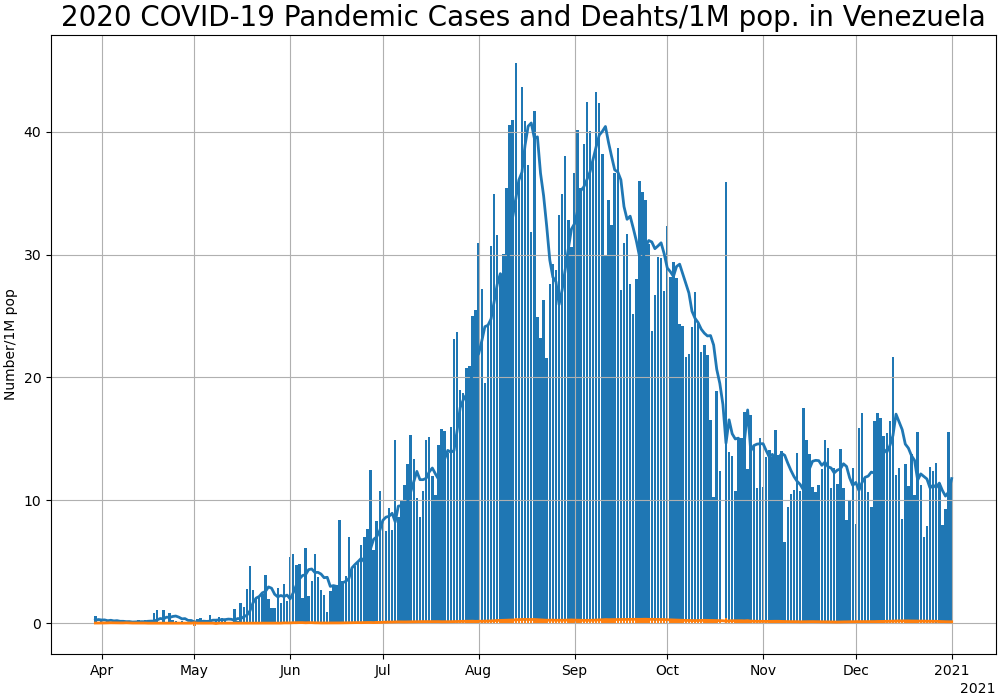 2020 COVID-19 Pandemic Cases and Deahts/1M pop. in Venezuela
Number/1M pop
40
30
20
10
0
Apr May Jun Jul Aug Sep Oct Nov Dec 2021
2021